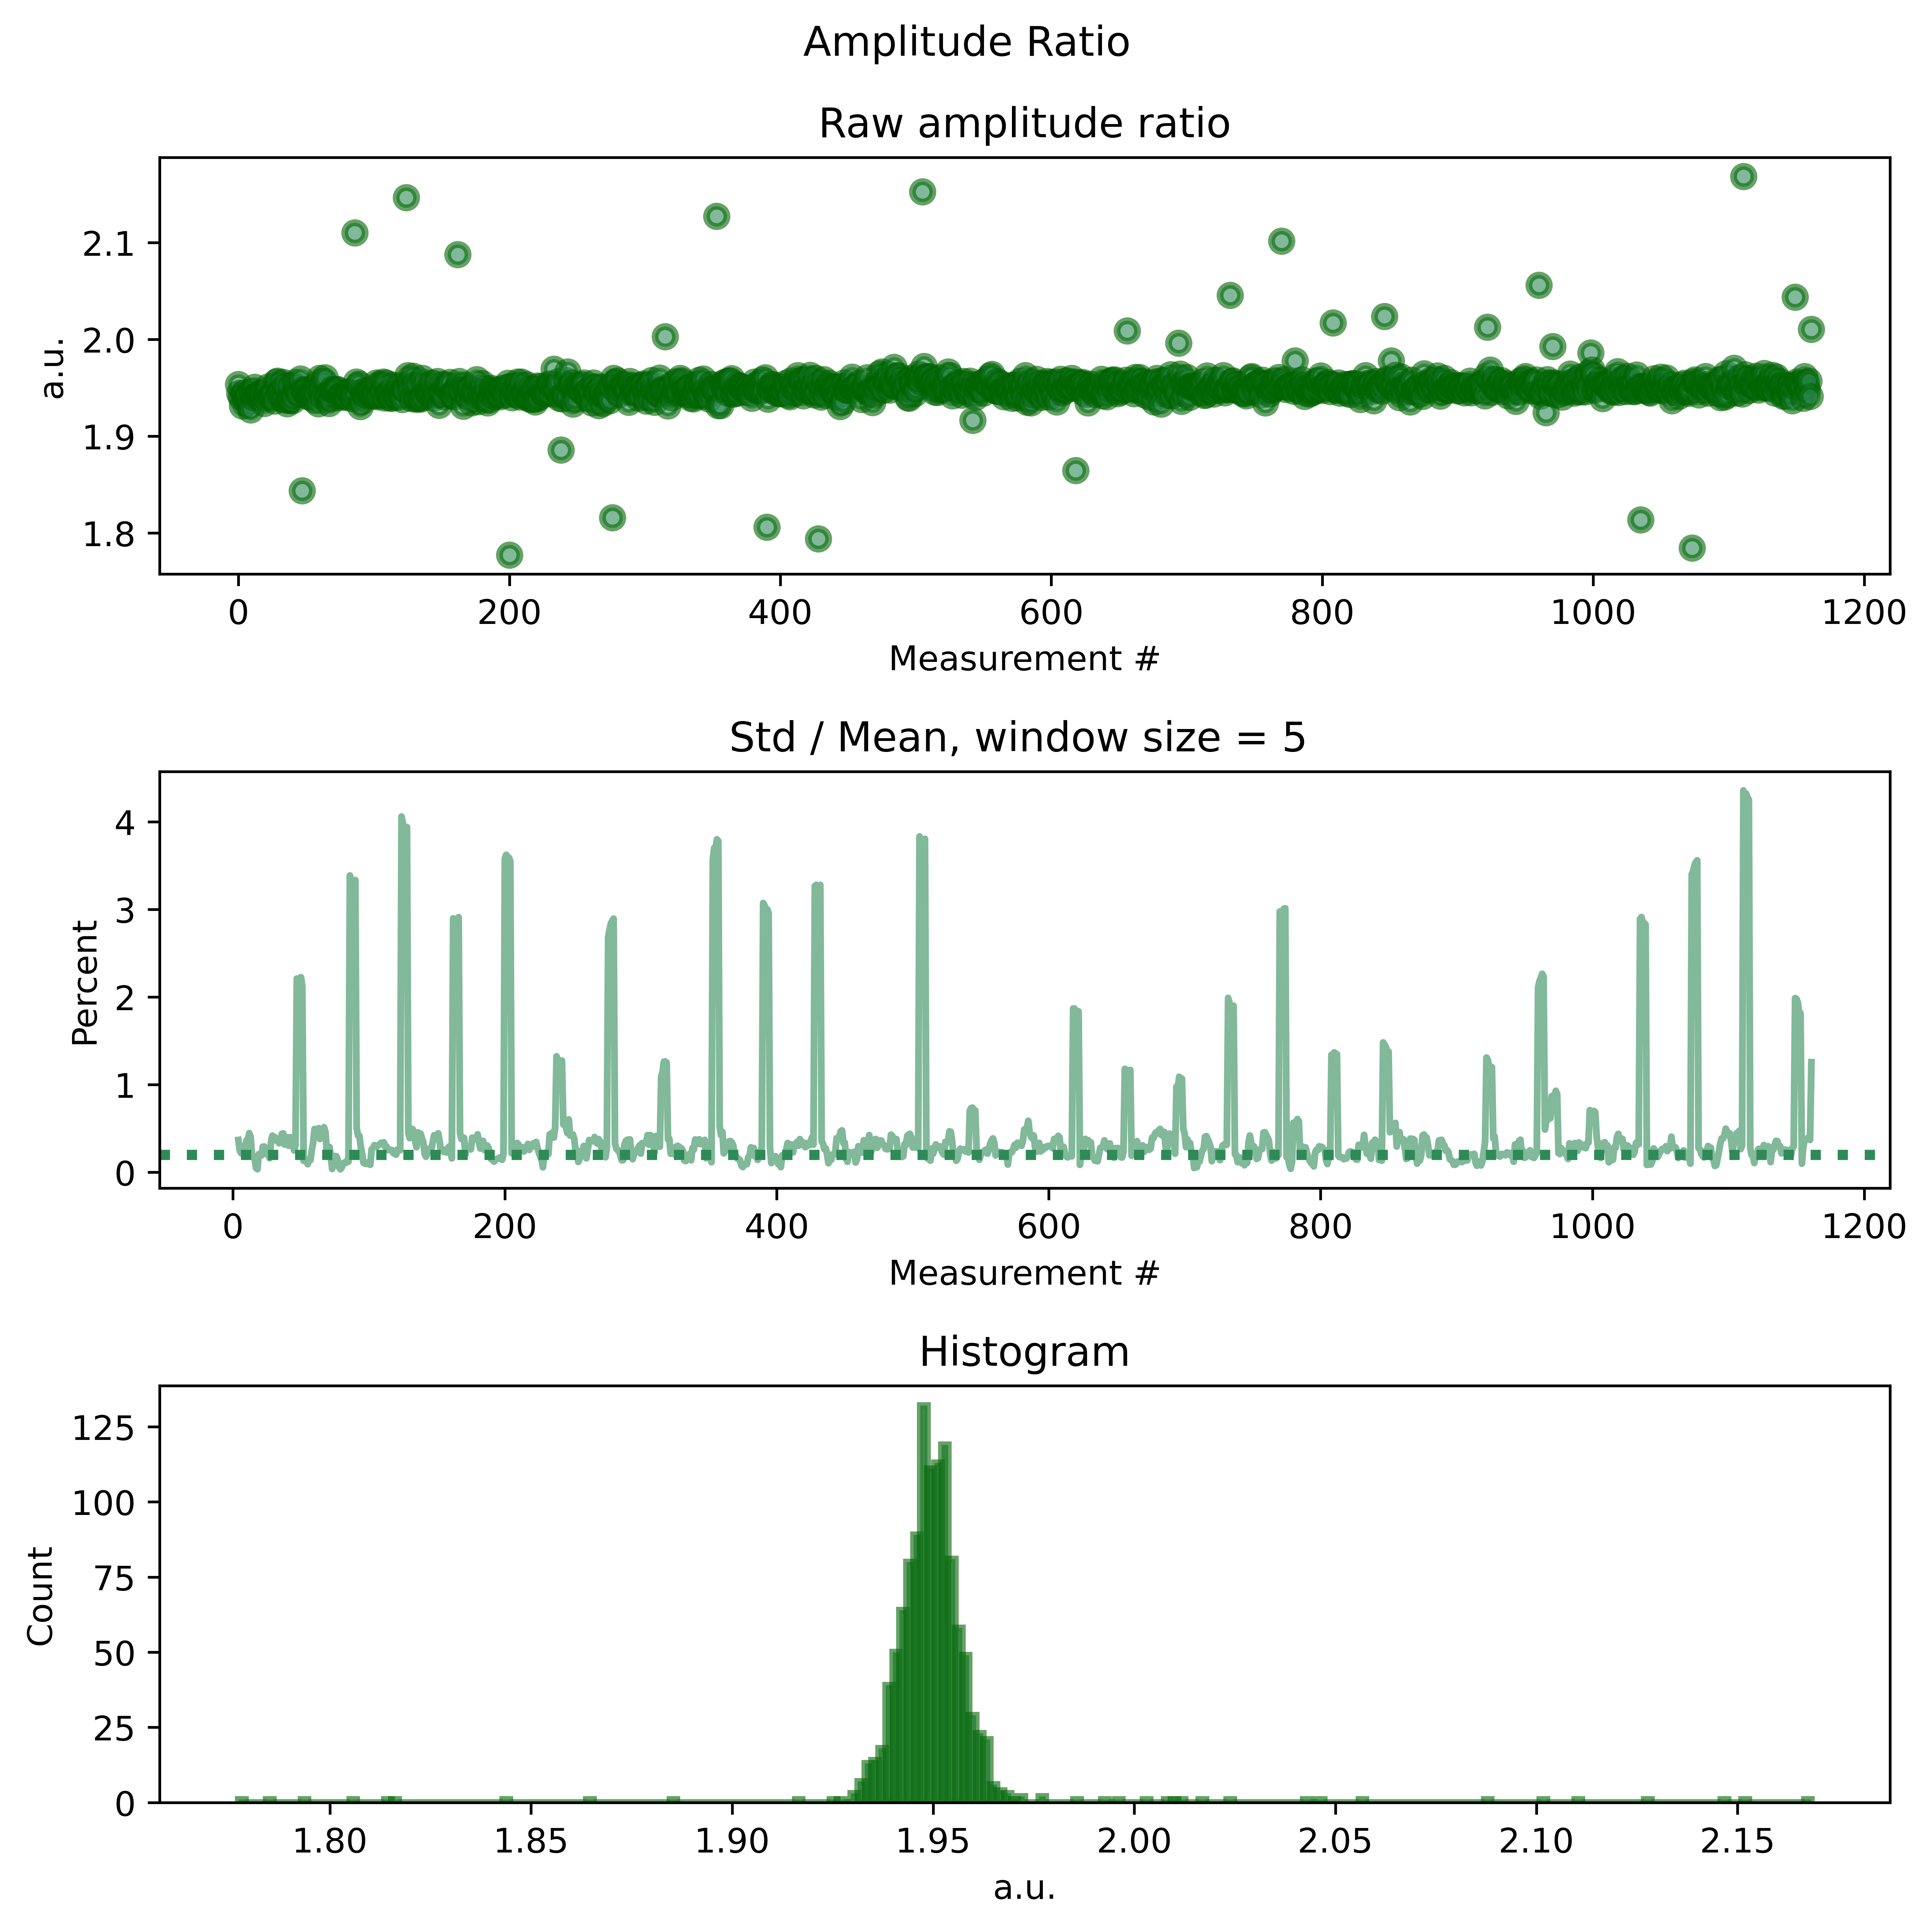 Amplitude Ratio
Raw amplitude ratio
a.u.
2.1
2.0
1.9
1.8
0 200 400 600 800 1000 1200
Measurement #
Std / Mean, window size = 5
Percent
4
3
2
1
0
0 200 400 600 800 1000 1200
Measurement #
Histogram
Count
125
100
75
50
25
0
1.80 1.85 1.90 1.95 2.00 2.05 2.10 2.15
a.u.